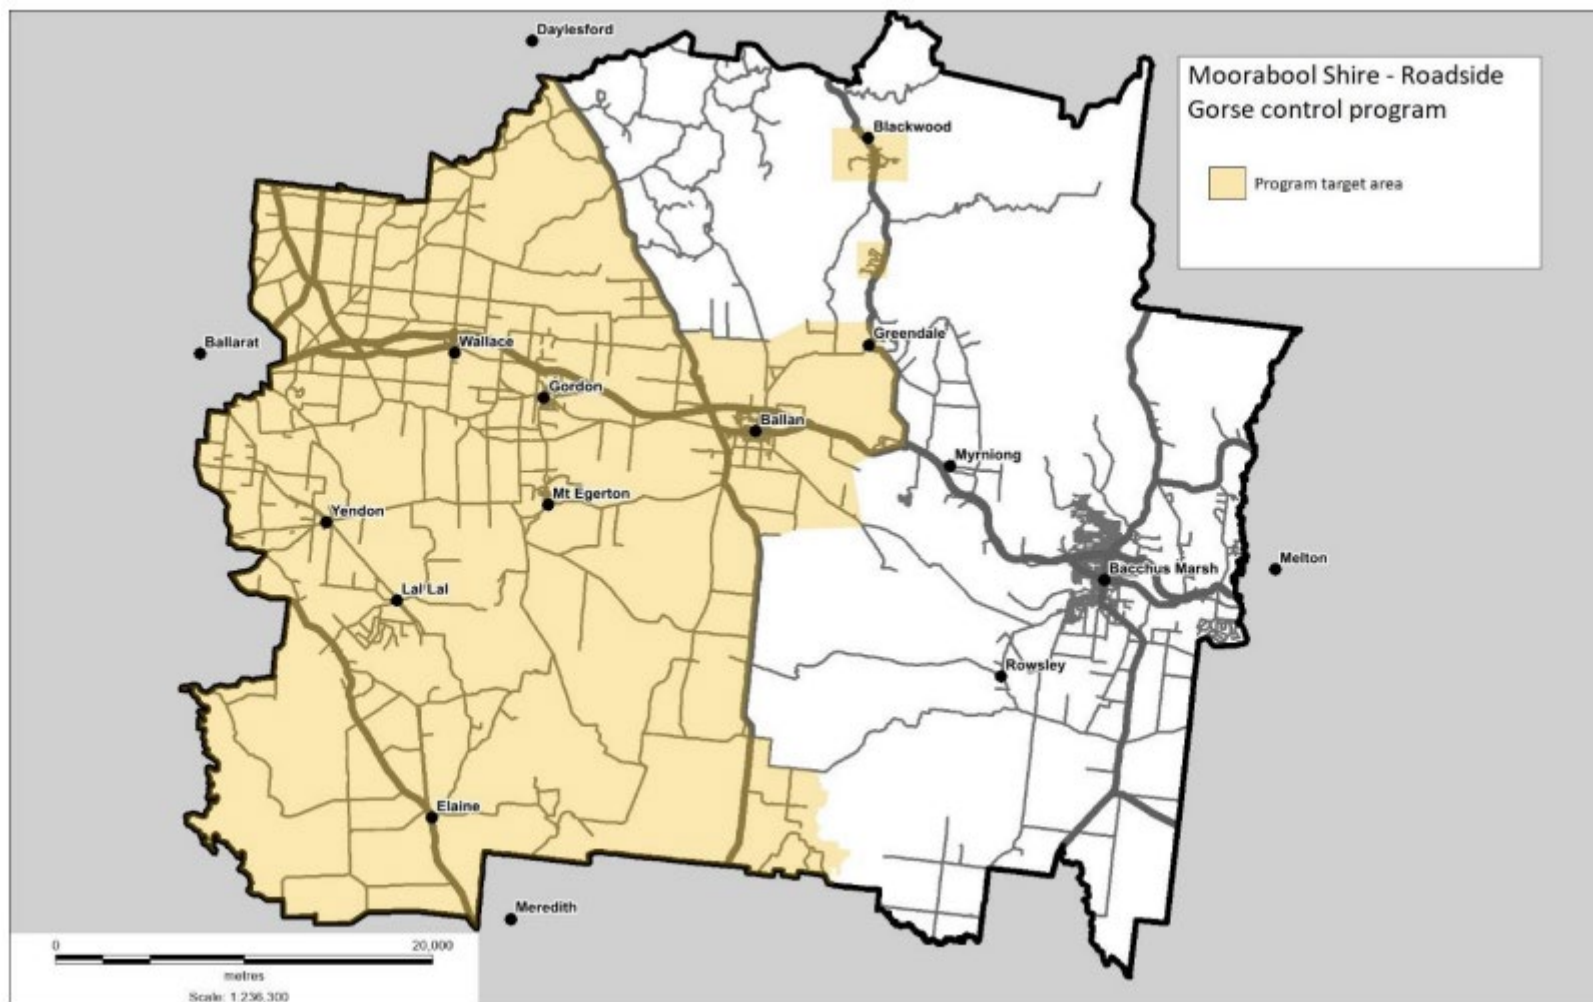 Daylesford
Moorabool Shire - Roadside
Gorse control program
Blackwood
Program target area
Greendale
Ballarat
Wallace
Gordon
Ballan
Myrniong
Mt Egerton
Yendon
Melton
Bacchus Marsh
Lal Lal
Rowsley
Elaine
Meredith
0 20,000
metres
Scale: 1:236,300